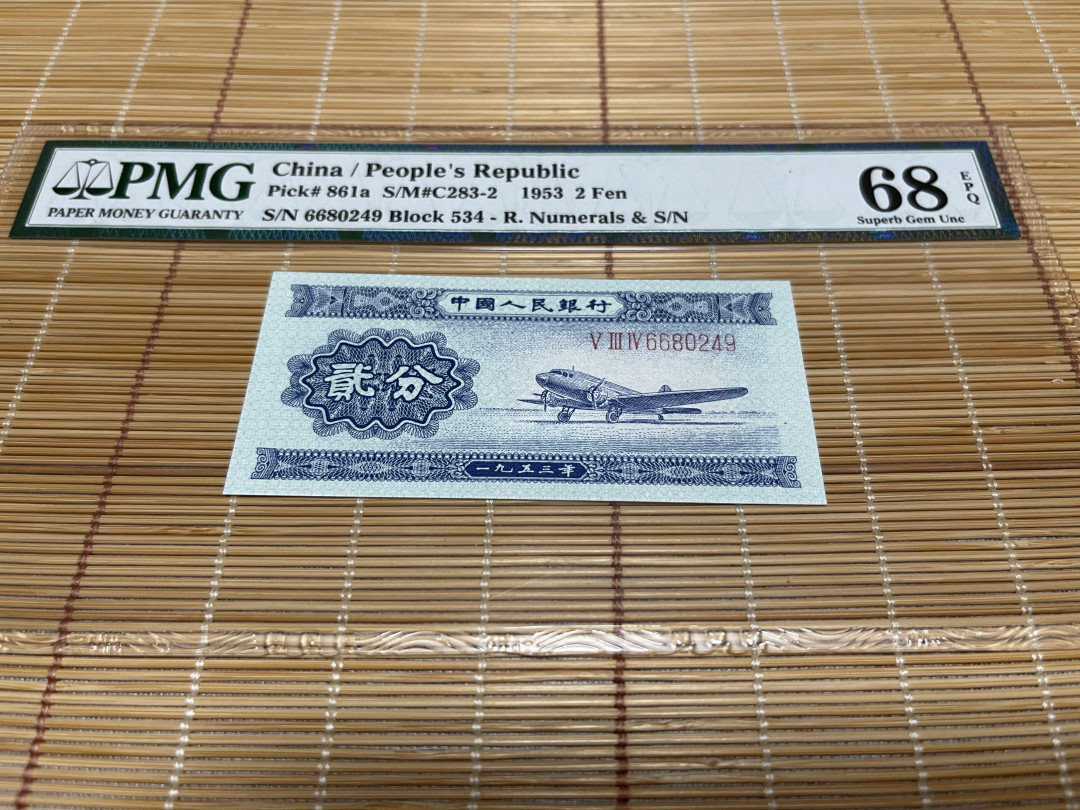 PMG
PAPER MONEY GUARANTY
China / People's Republic
Pick# 861a S/M#C283-2 1953 2 Fen
S/N 6680249 Block 534 - R. Numerals & S/N
68
EPQ
Superb Gem Unc
中國人民銀行
V III IV 6680249
貳分
一九五三年